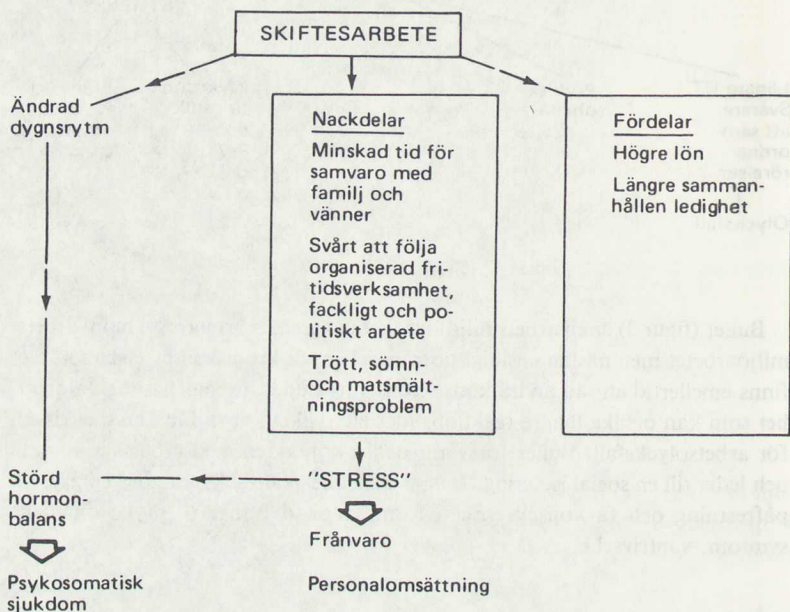 SKIFTESARBETE
Ändrad
dygnsrytm
Nackdelar
Minskad tid för
samvaro med
familj och
vänner
Svårt att följa
organiserad fri-
tidsverksamhet,
fackligt och po-
litiskt arbete
Trött, sömn-
och matsmält-
ningsproblem
Fördelar
Högre lön
Längre samman-
hållen ledighet
Störd
hormon-
balans
Psykosomatisk
sjukdom
"STRESS"
Frånvaro
Personalomsättning